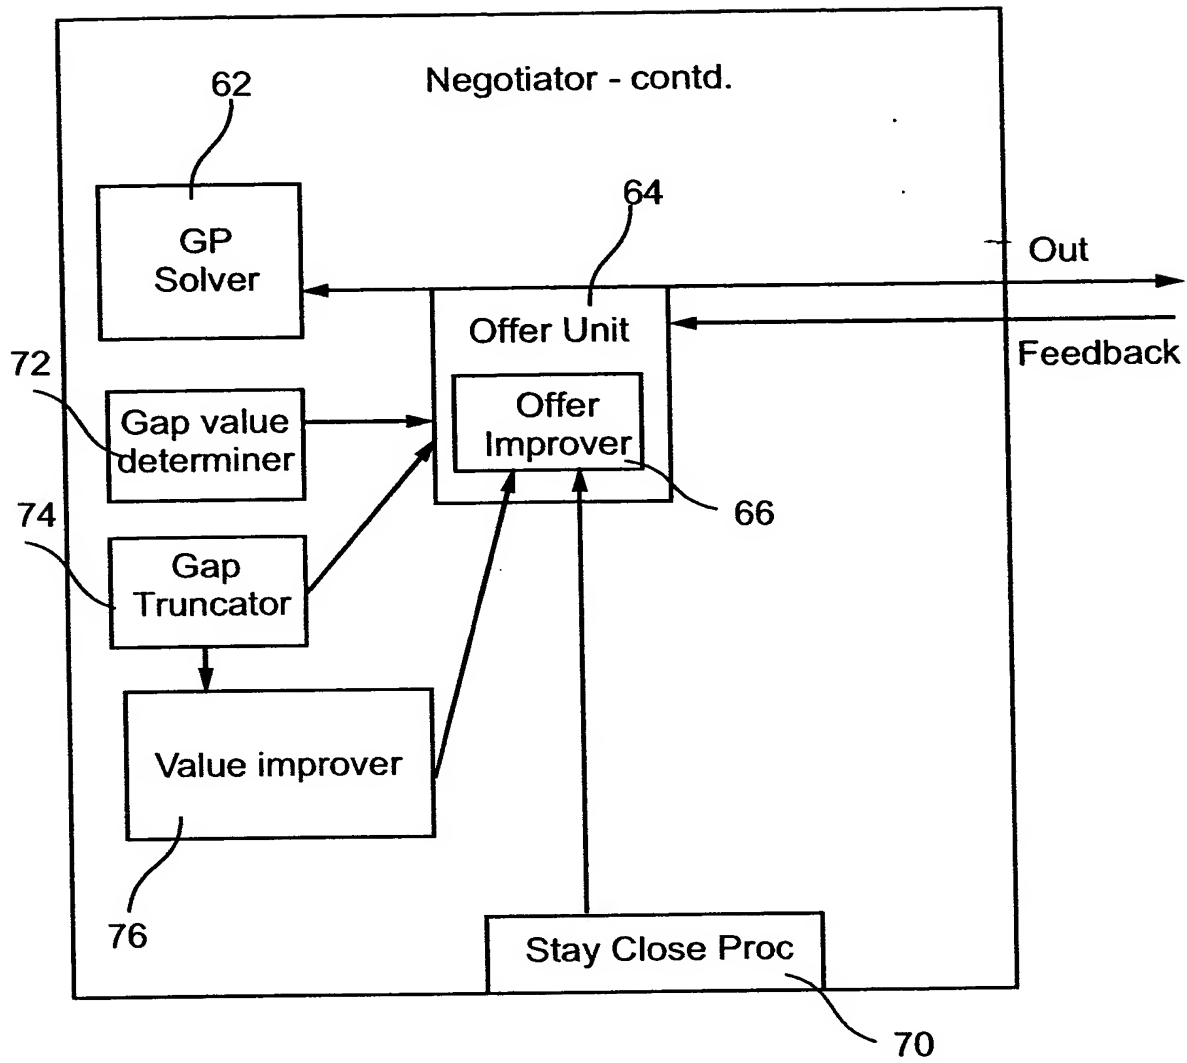 Negotiator - contd.
62
GP
Solver
64
Out
Offer Unit
Feedback
72
Gap value
determiner
Offer
Improver
66
74
Gap
Truncator
Value improver
76
Stay Close Proc
70